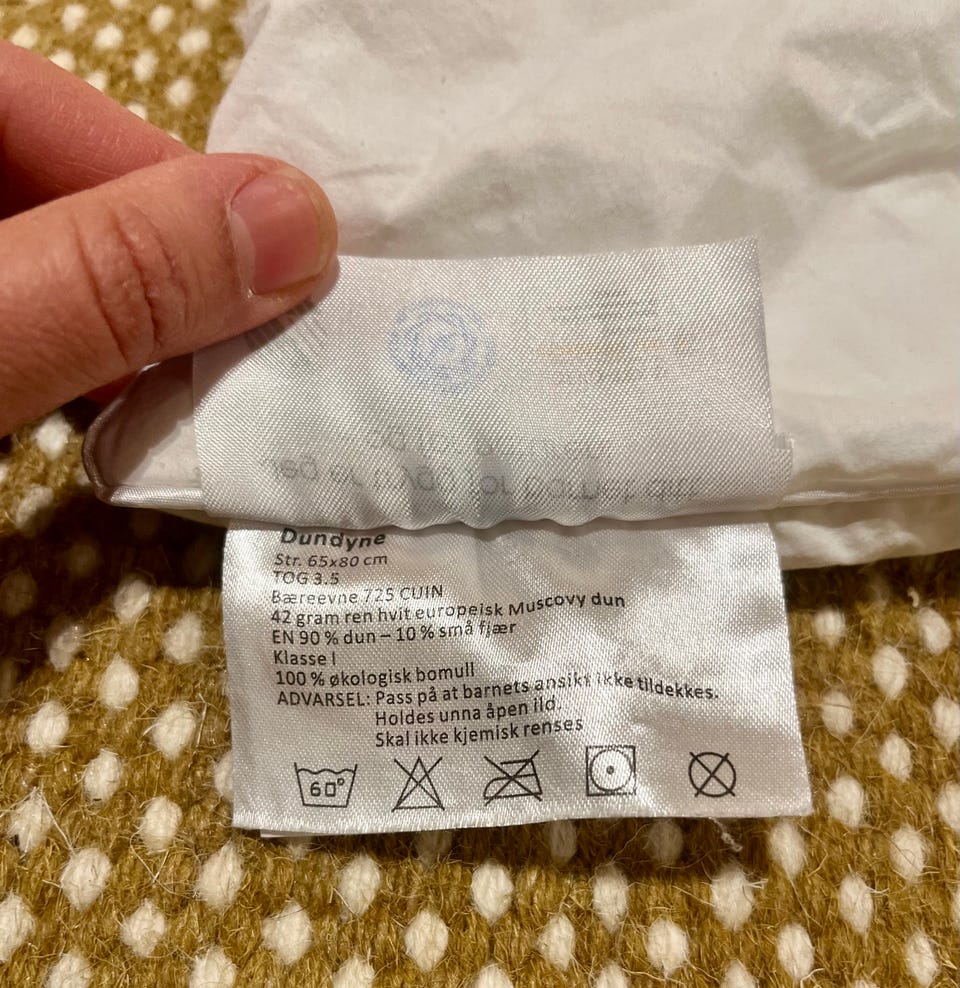 Dundyne
Str. 65x80 cm
TOG 3.5
Bæreevne 725 CUIN
42 gram ren hvit europeisk Muscovy dun
EN 90 % dun – 10 % små fjær
Klasse I
100 % økologisk bomull
ADVARSEL: Pass på at barnets ansikt ikke tildekkes.
Holdes unna åpen ild.
Skal ikke kjemisk renses
60°